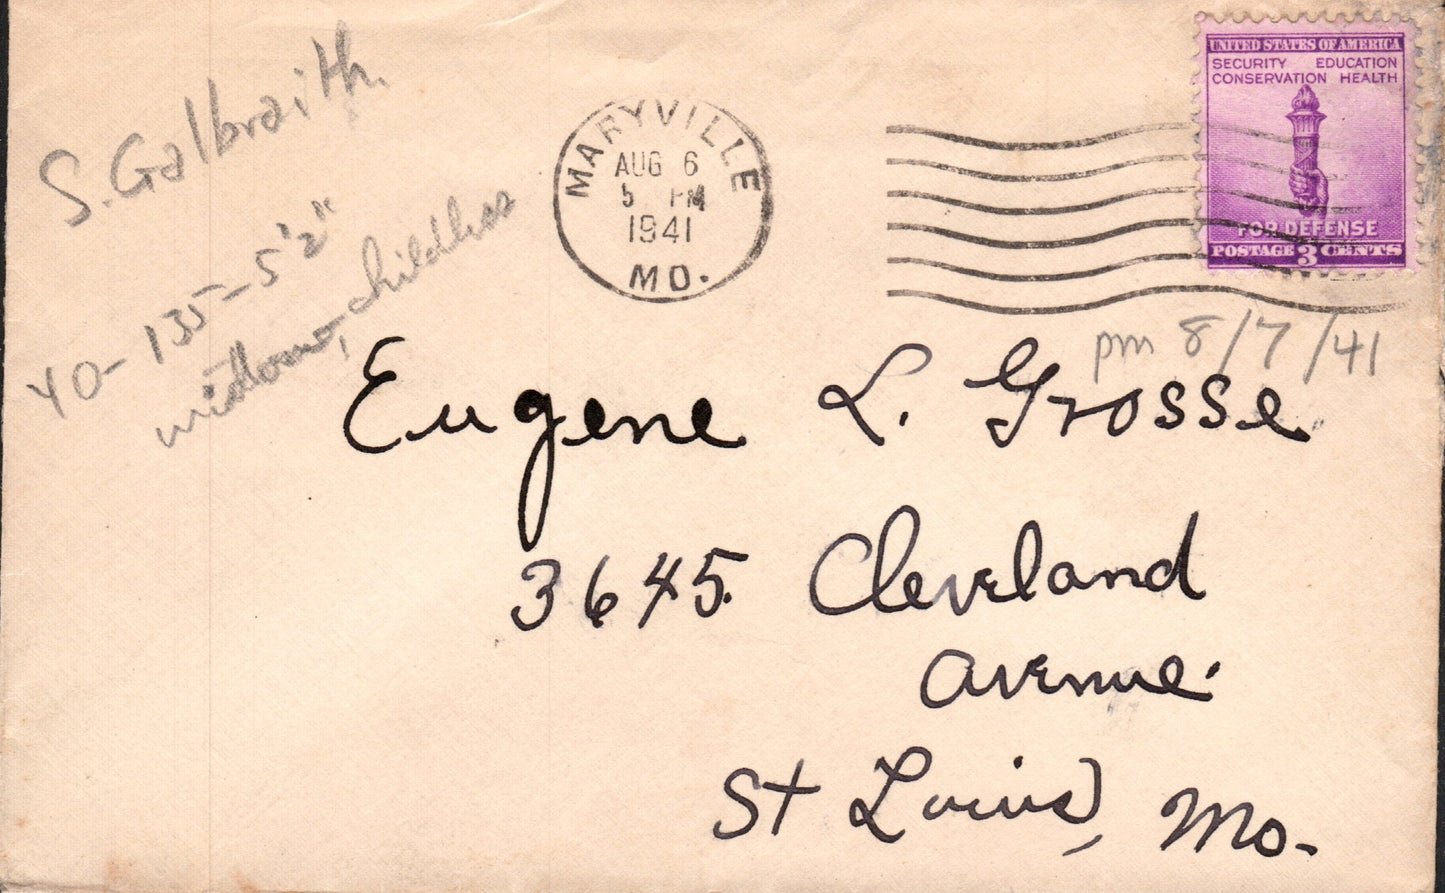 S. Galbraith.
40-135-5'2"
widow, childless
MARYVILLE
AUG 6
5 PM
1941
MO.
UNITED STATES OF AMERICA
SECURITY EDUCATION
CONSERVATION HEALTH
FOR DEFENSE
POSTAGE 3 CENTS
pm 8/7/41
Eugene L. Grosse
3645 Cleveland
Avenue.
St Louis, Mo.